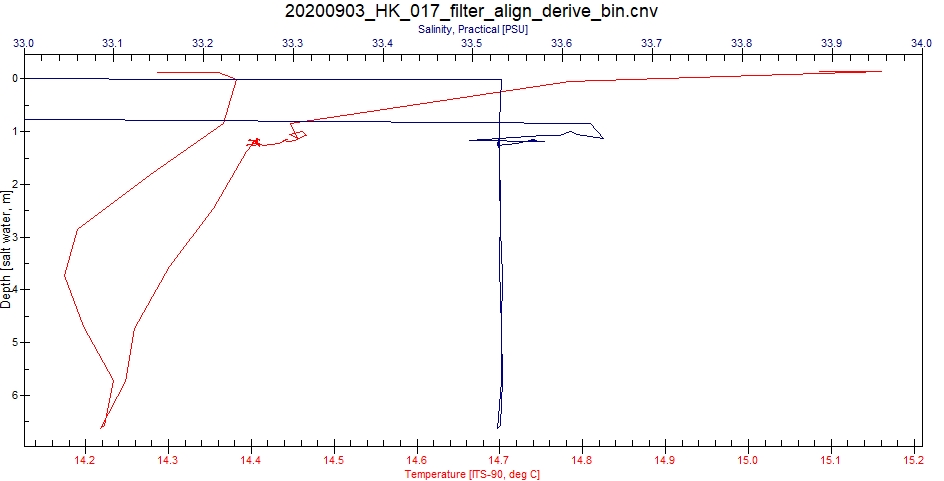 20200903_HK_017_filter_align_derive_bin.cnv
Salinity, Practical [PSU]
33.0 33.1 33.2 33.3 33.4 33.5 33.6 33.7 33.8 33.9 34.0
0
1
2
3
4
5
6
Depth [salt water, m]
14.2 14.3 14.4 14.5 14.6 14.7 14.8 14.9 15.0 15.1 15.2
Temperature [ITS-90, deg C]